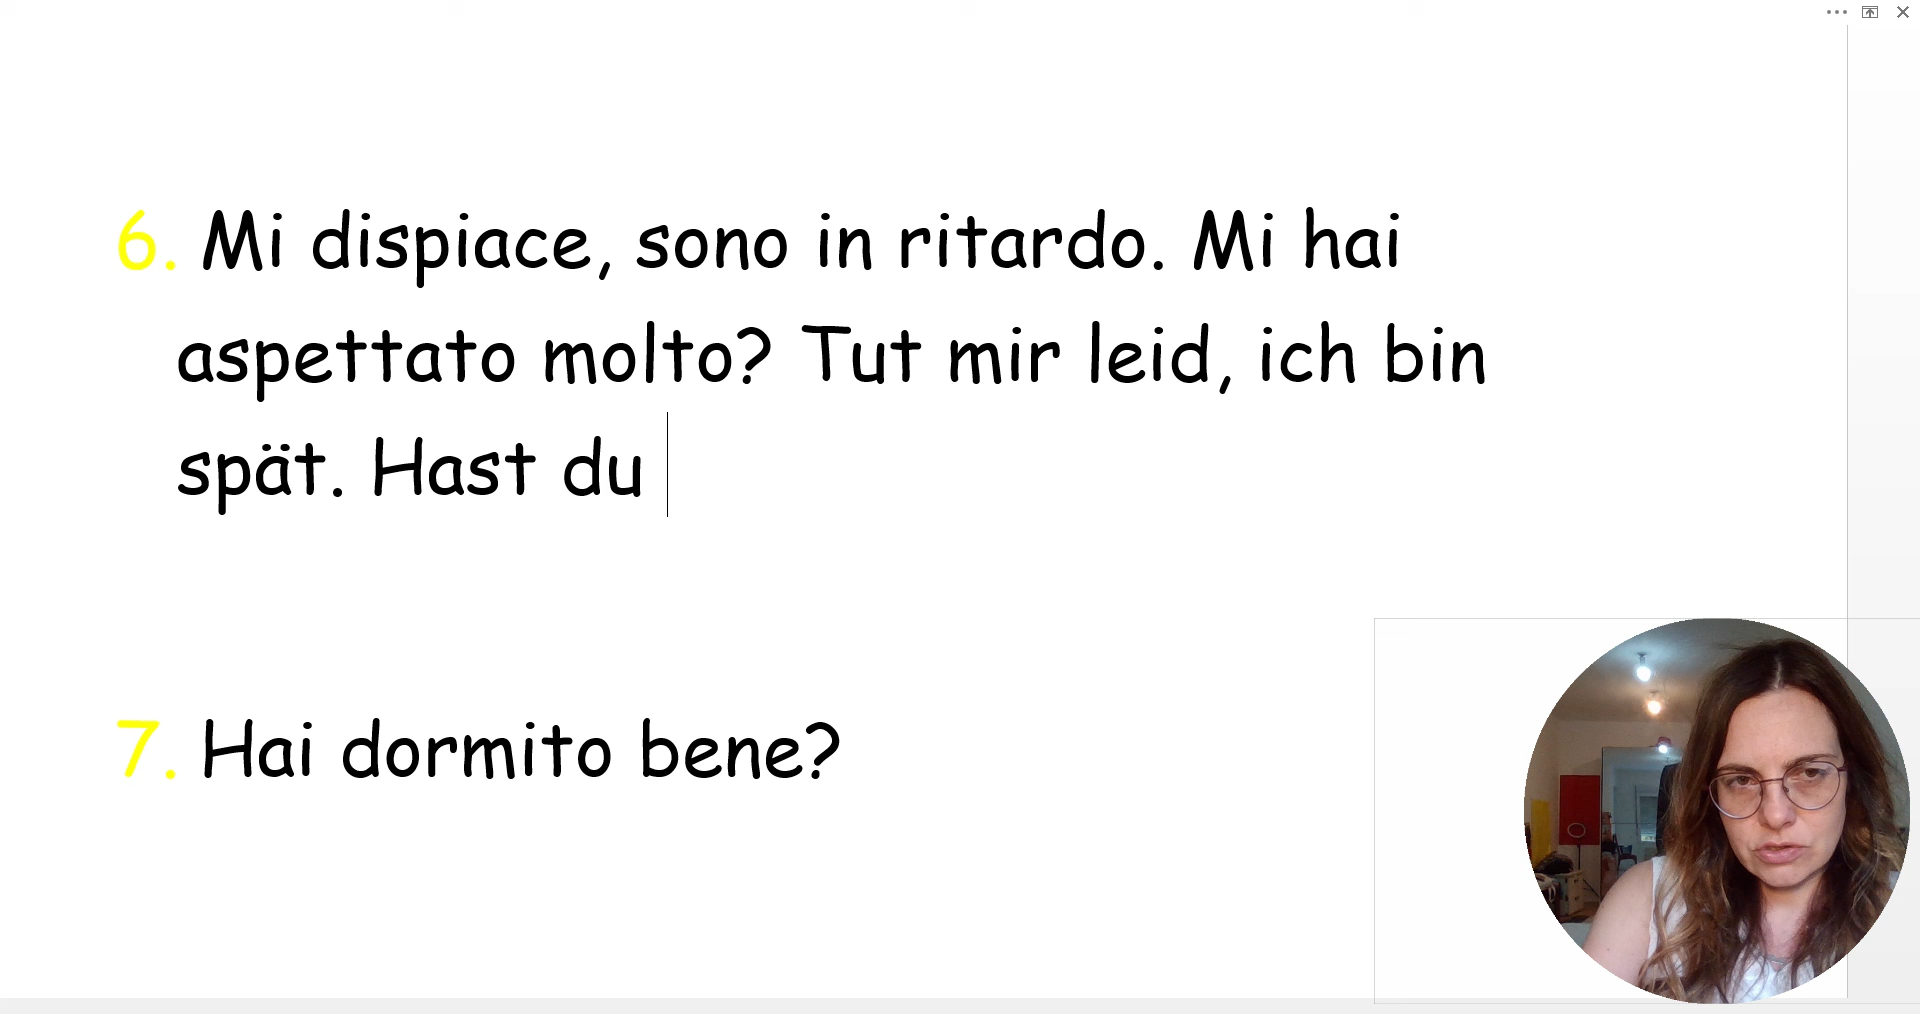 6. Mi dispiace, sono in ritardo. Mi hai
aspettato molto? Tut mir leid, ich bin
spät. Hast du
7. Hai dormito bene?